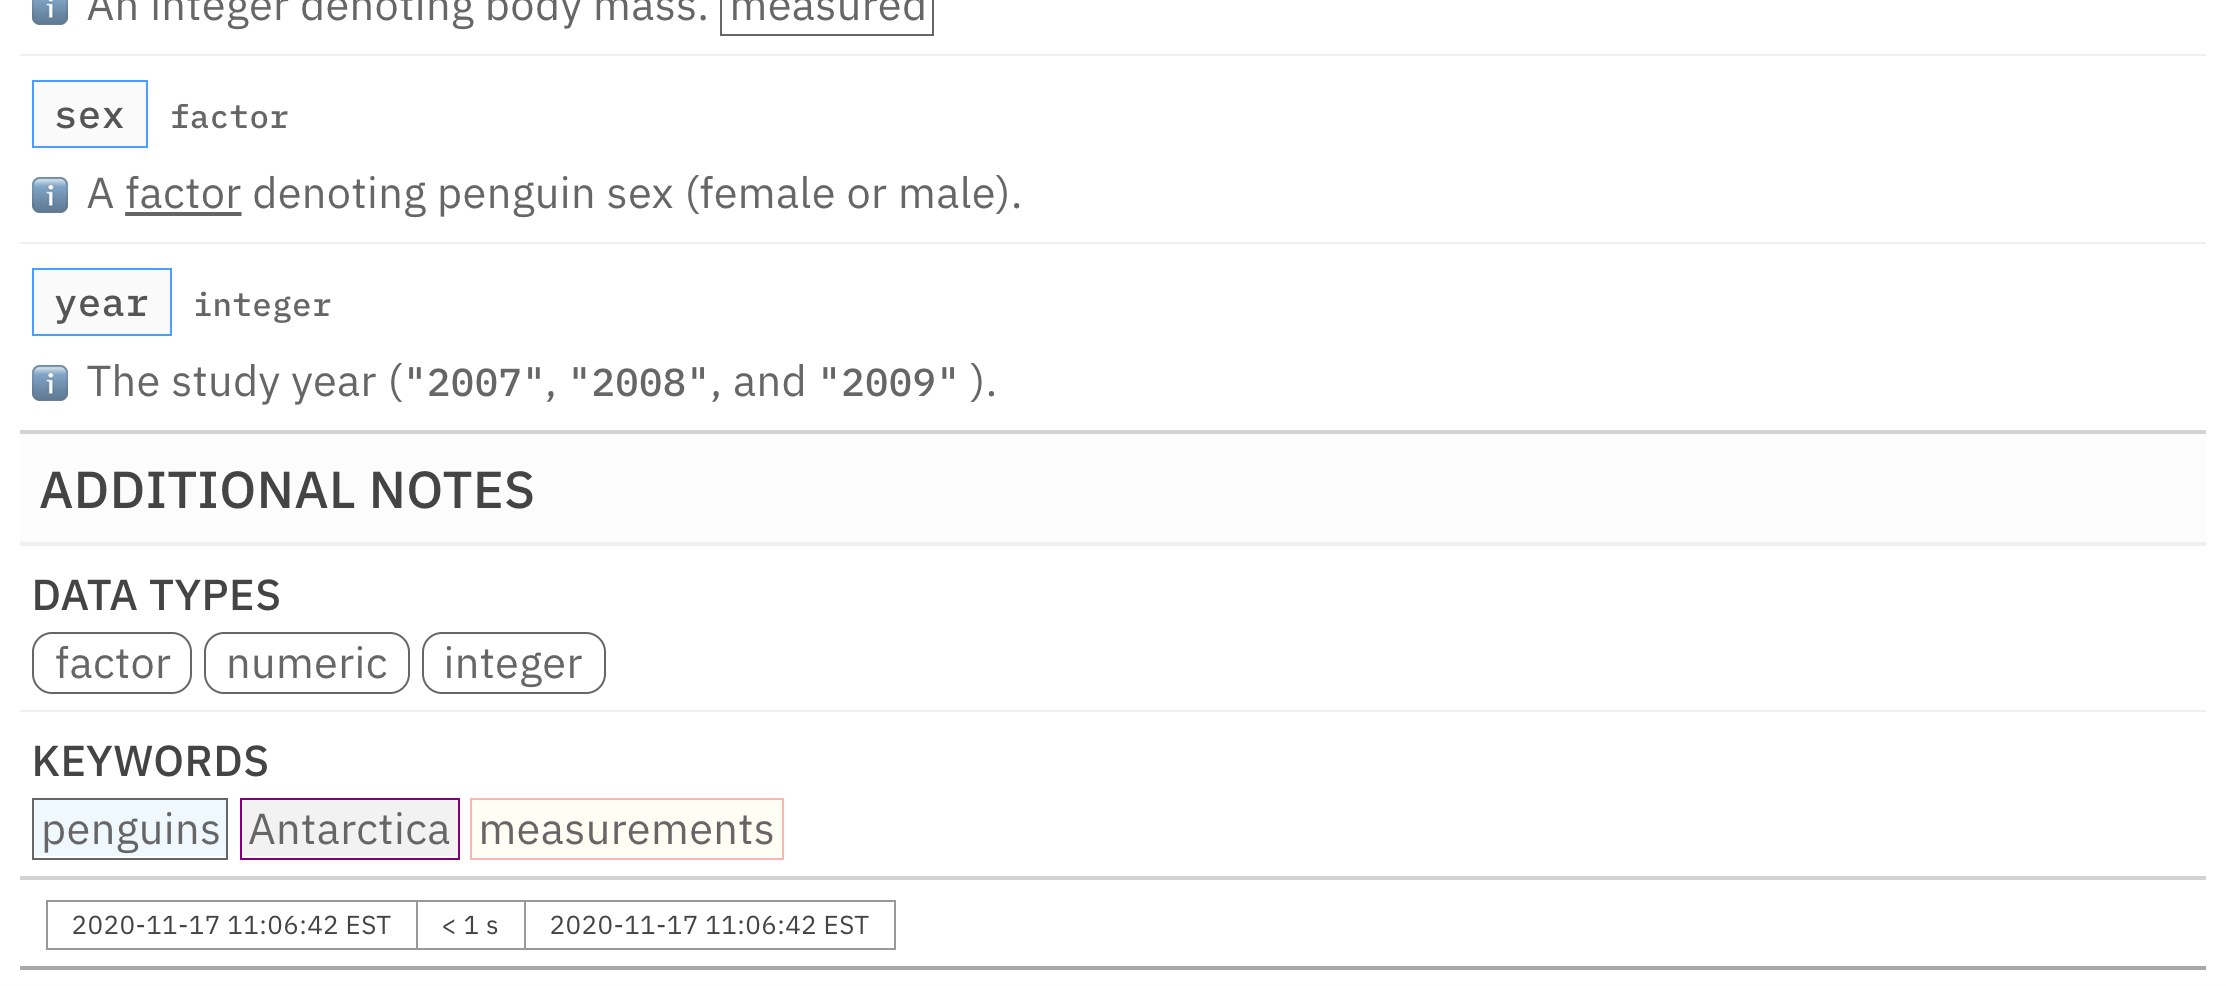 An integer denoting body mass. measured
sex factor
ℹ️ A factor denoting penguin sex (female or male).
year integer
ℹ️ The study year ("2007", "2008", and "2009" ).
ADDITIONAL NOTES
DATA TYPES
factor numeric integer
KEYWORDS
penguins Antarctica measurements
2020-11-17 11:06:42 EST < 1 s 2020-11-17 11:06:42 EST